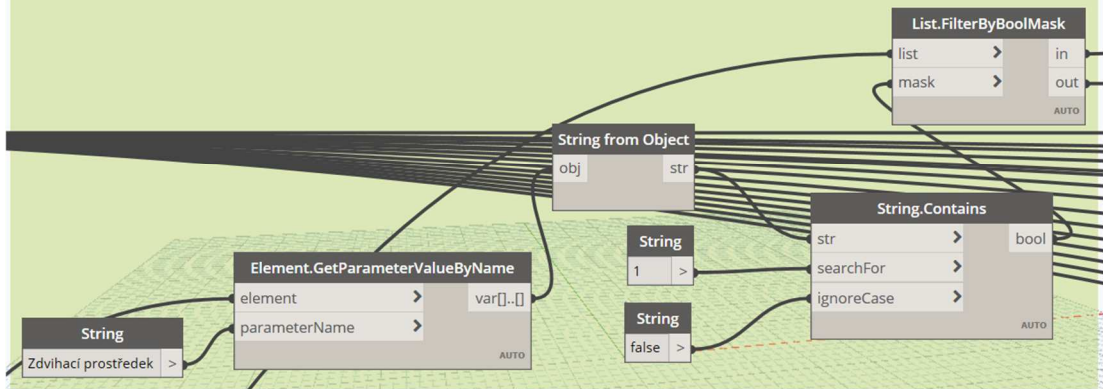 List.FilterByBoolMask
list > in
mask > out
AUTO
String from Object
obj str
String.Contains
str > bool
searchFor >
ignoreCase >
AUTO
String
1 >
String
false >
Element.GetParameterValueByName
element > var[]..[]
parameterName >
AUTO
String
Zdvihací prostředek >